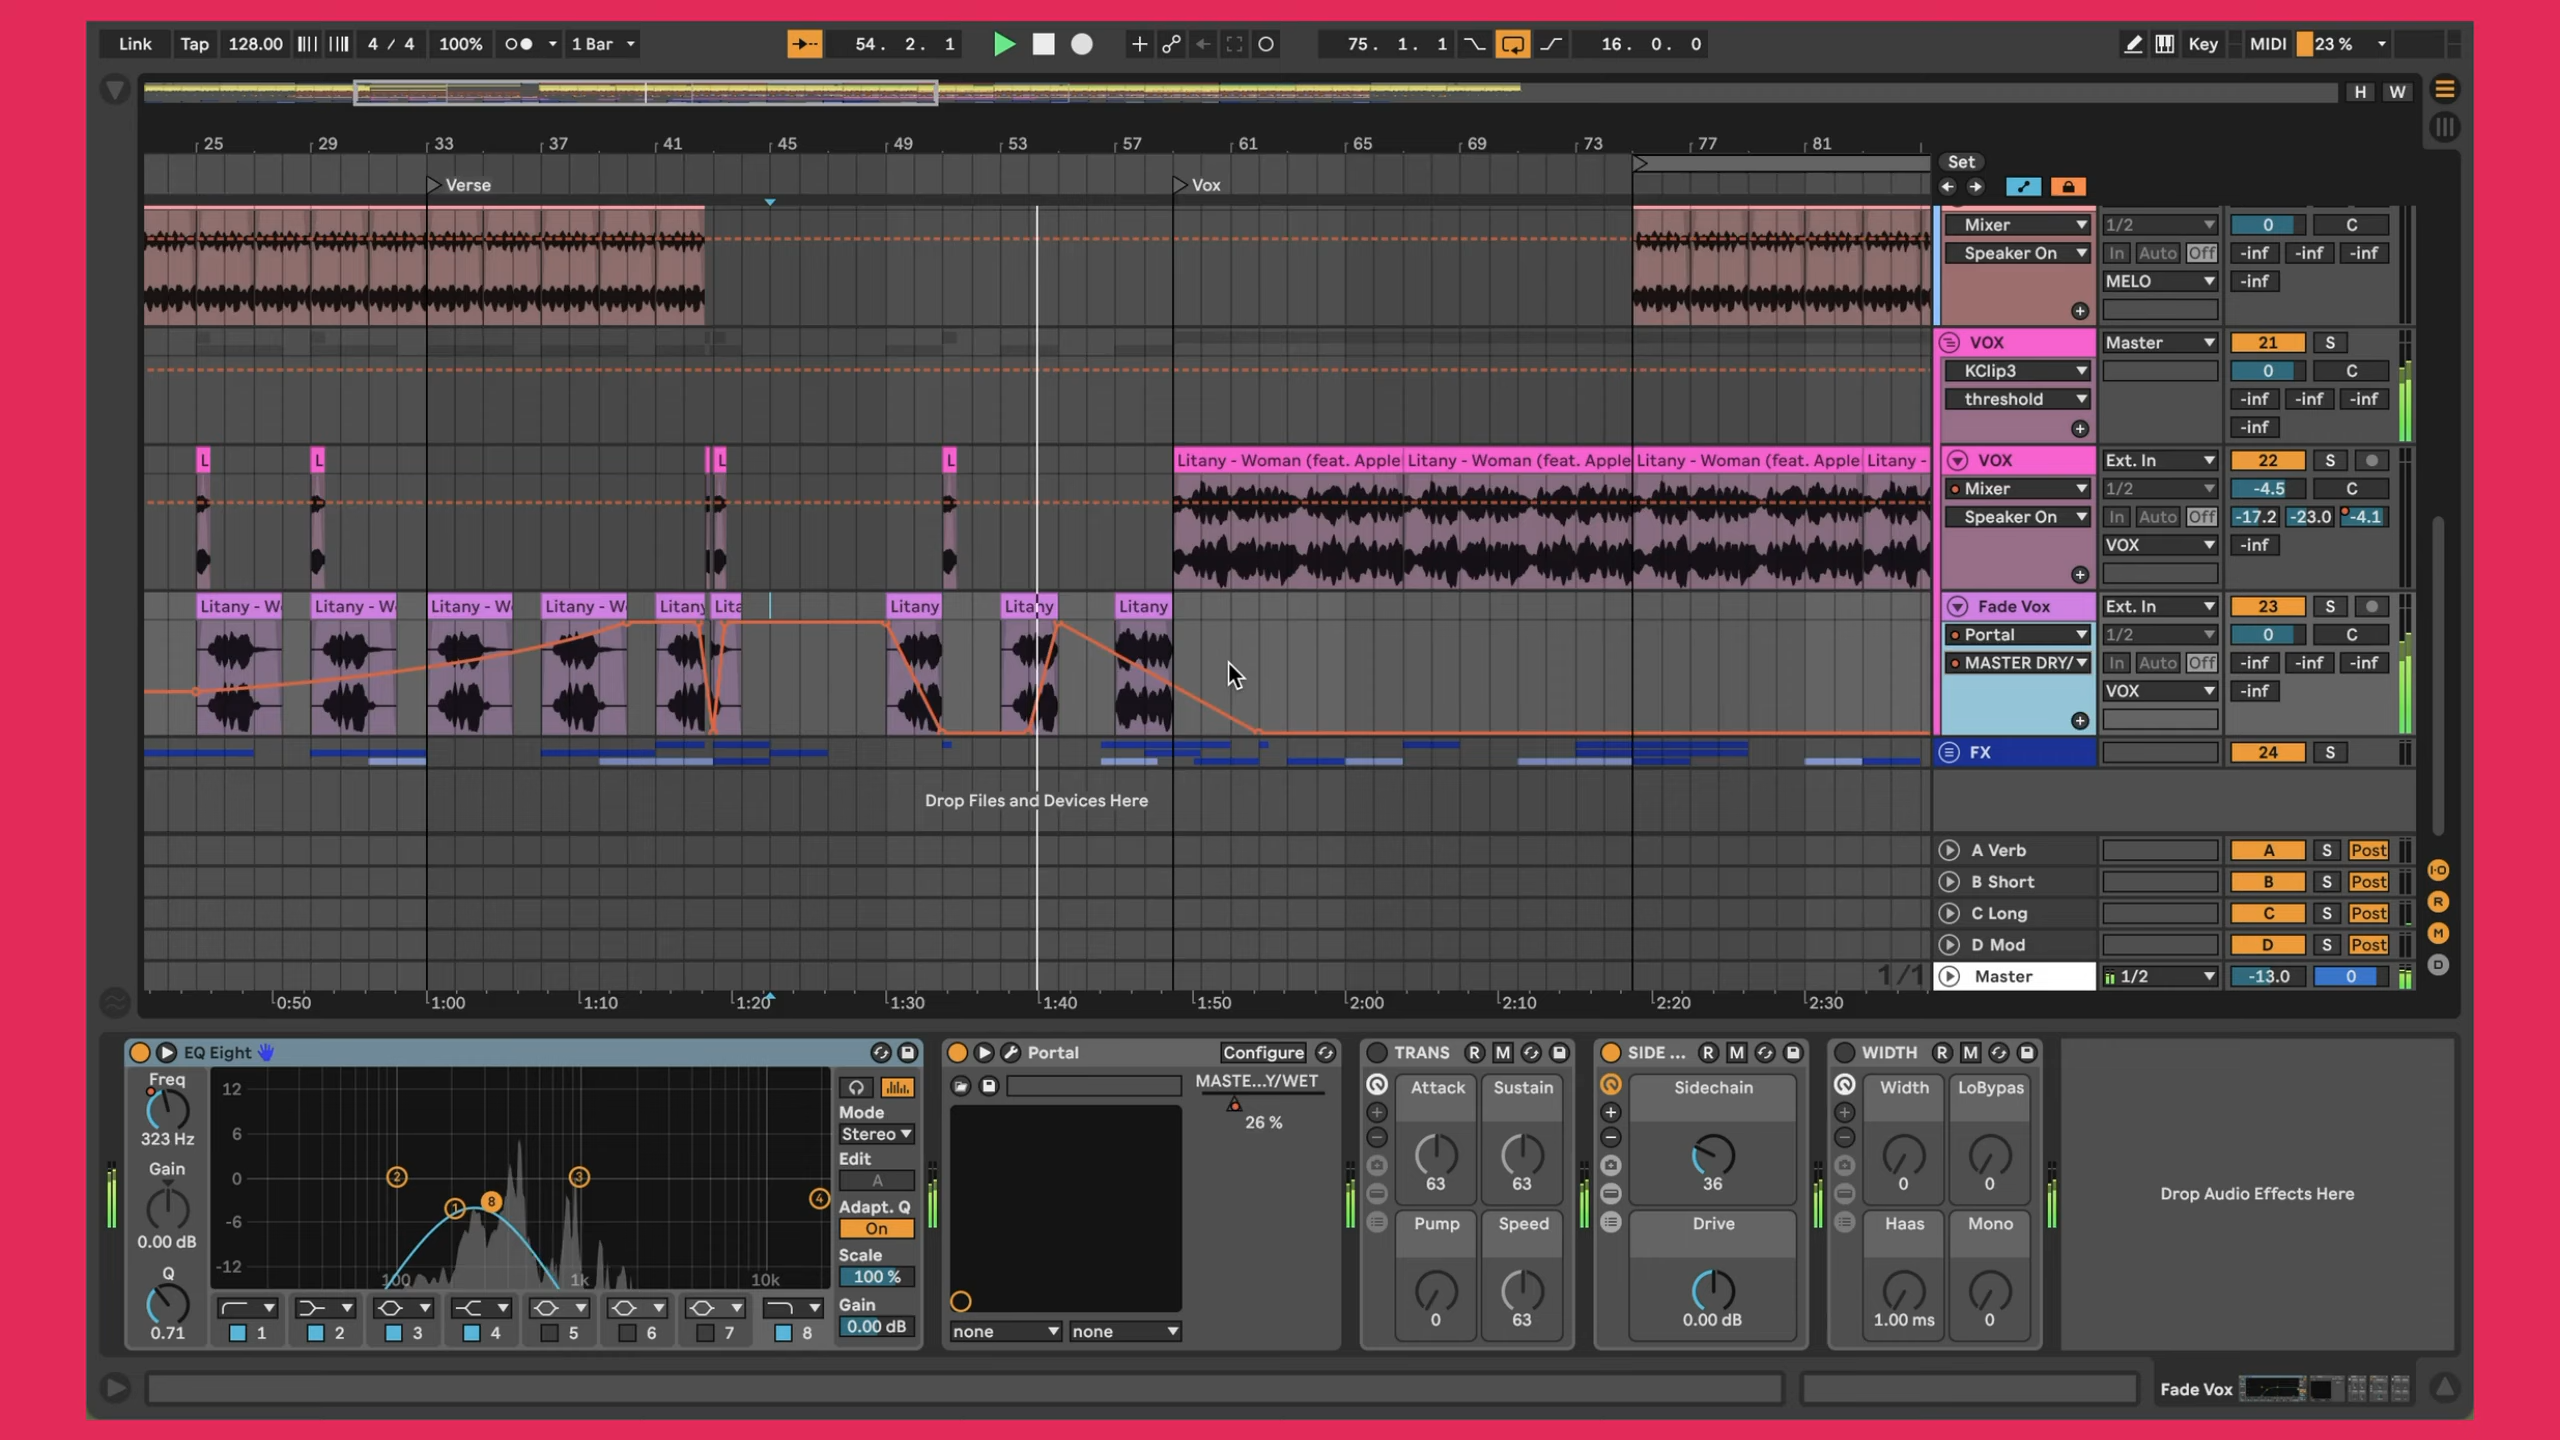 Link Tap 128.00 4 / 4 100% 1 Bar 54. 2. 1 75. 1. 1 16. 0. 0 Key MIDI 23 %
H W
25 29 33 37 41 45 49 53 57 61 65 69 73 77 81
Set
Verse Vox
Mixer 1/2 0 C
Speaker On In Auto Off -inf -inf -inf
MELO -inf
VOX Master 21 S
KClip3 0 C
threshold -inf -inf -inf
-inf
L L L L Litany - Woman (feat. Apple Litany - Woman (feat. Apple Litany - Woman (feat. Apple Litany - VOX Ext. In 22 S
Mixer 1/2 -4.5 C
Speaker On In Auto Off -17.2 -23.0 -4.1
VOX -inf
Litany - W Litany - W Litany - W Litany - W Litany Lita Litany Litany Litany Fade Vox Ext. In 23 S
Portal 1/2 0 C
MASTER DRY/ In Auto Off -inf -inf -inf
VOX -inf
FX 24 S
Drop Files and Devices Here
A Verb A S Post
B Short B S Post
C Long C S Post
D Mod D S Post
1/1 Master 1/2 -13.0 0
0:50 1:00 1:10 1:20 1:30 1:40 1:50 2:00 2:10 2:20 2:30
I·O
R
M
D
EQ Eight
Freq
323 Hz
Gain
0.00 dB
Q
0.71
12
6
0
-6
-12
100 1k 10k
2 3 4 1 8
1 2 3 4 5 6 7 8
Mode
Stereo
Edit
A
Adapt. Q
On
Scale
100 %
Gain
0.00 dB
Portal Configure
MASTE...Y/WET
26 %
none none
TRANS R M
Attack Sustain
63 63
Pump Speed
0 63
SIDE ... R M
Sidechain
36
Drive
0.00 dB
WIDTH R M
Width LoBypas
0 0
Haas Mono
1.00 ms 0
Drop Audio Effects Here
Fade Vox